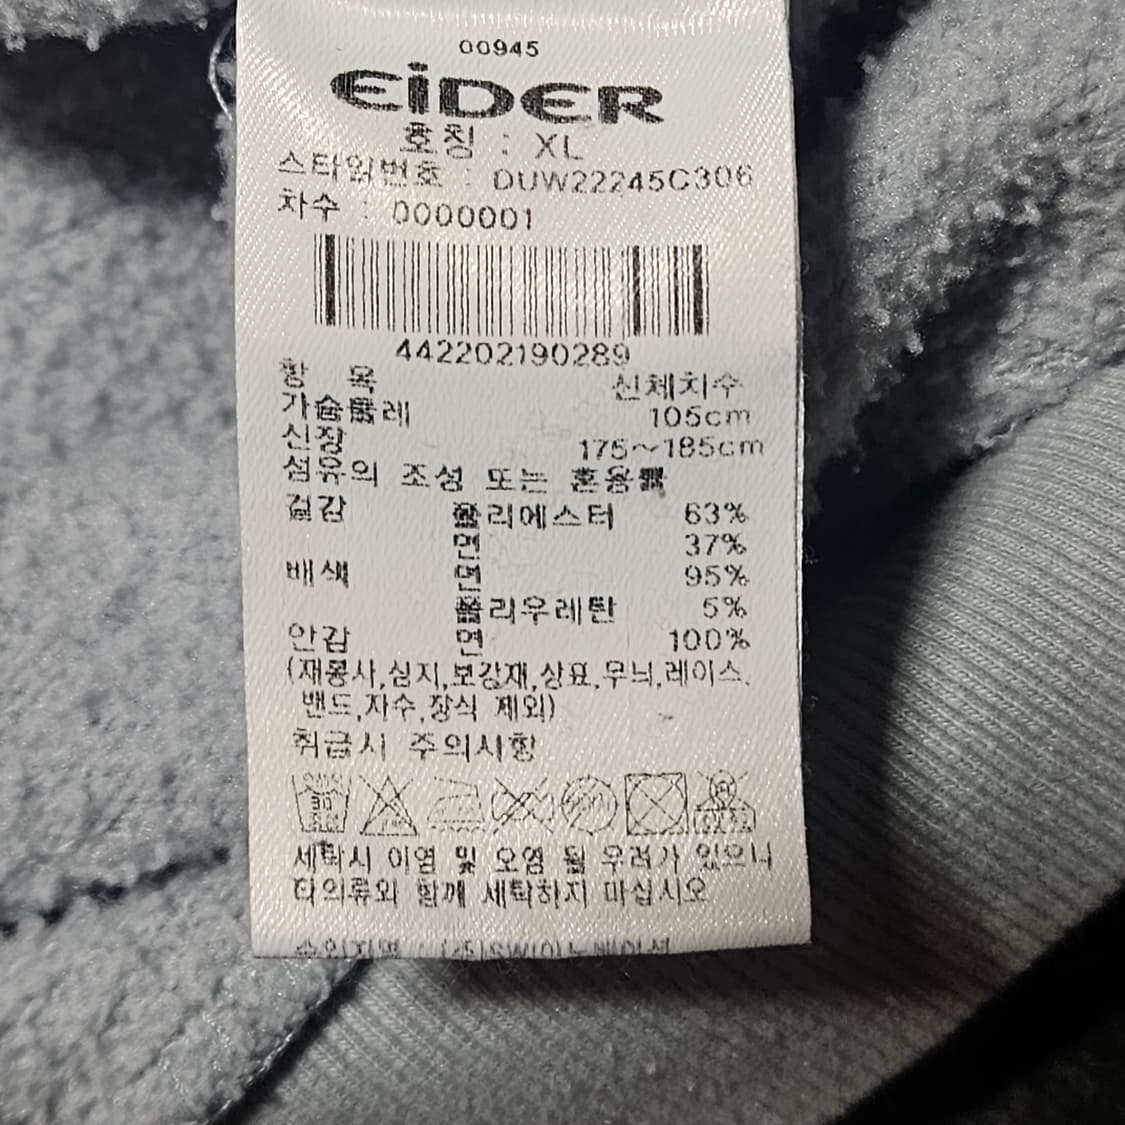 00945
EiDER
호칭 : XL
스타일번호 : DUW22245C306
차수 : 0000001
442202190289
항 목 신체치수
가슴둘레 105cm
신장 175~185cm
섬유의 조성 또는 혼용률
겉감 폴리에스터 63%
면 37%
배색 면 95%
폴리우레탄 5%
안감 면 100%
(재봉사,심지,보강재,상표,무늬,레이스,
밴드,자수,장식 제외)
취급시 주의사항
30
세탁시 이염 및 오염 될 우려가 있으니
타의류와 함께 세탁하지 마십시오